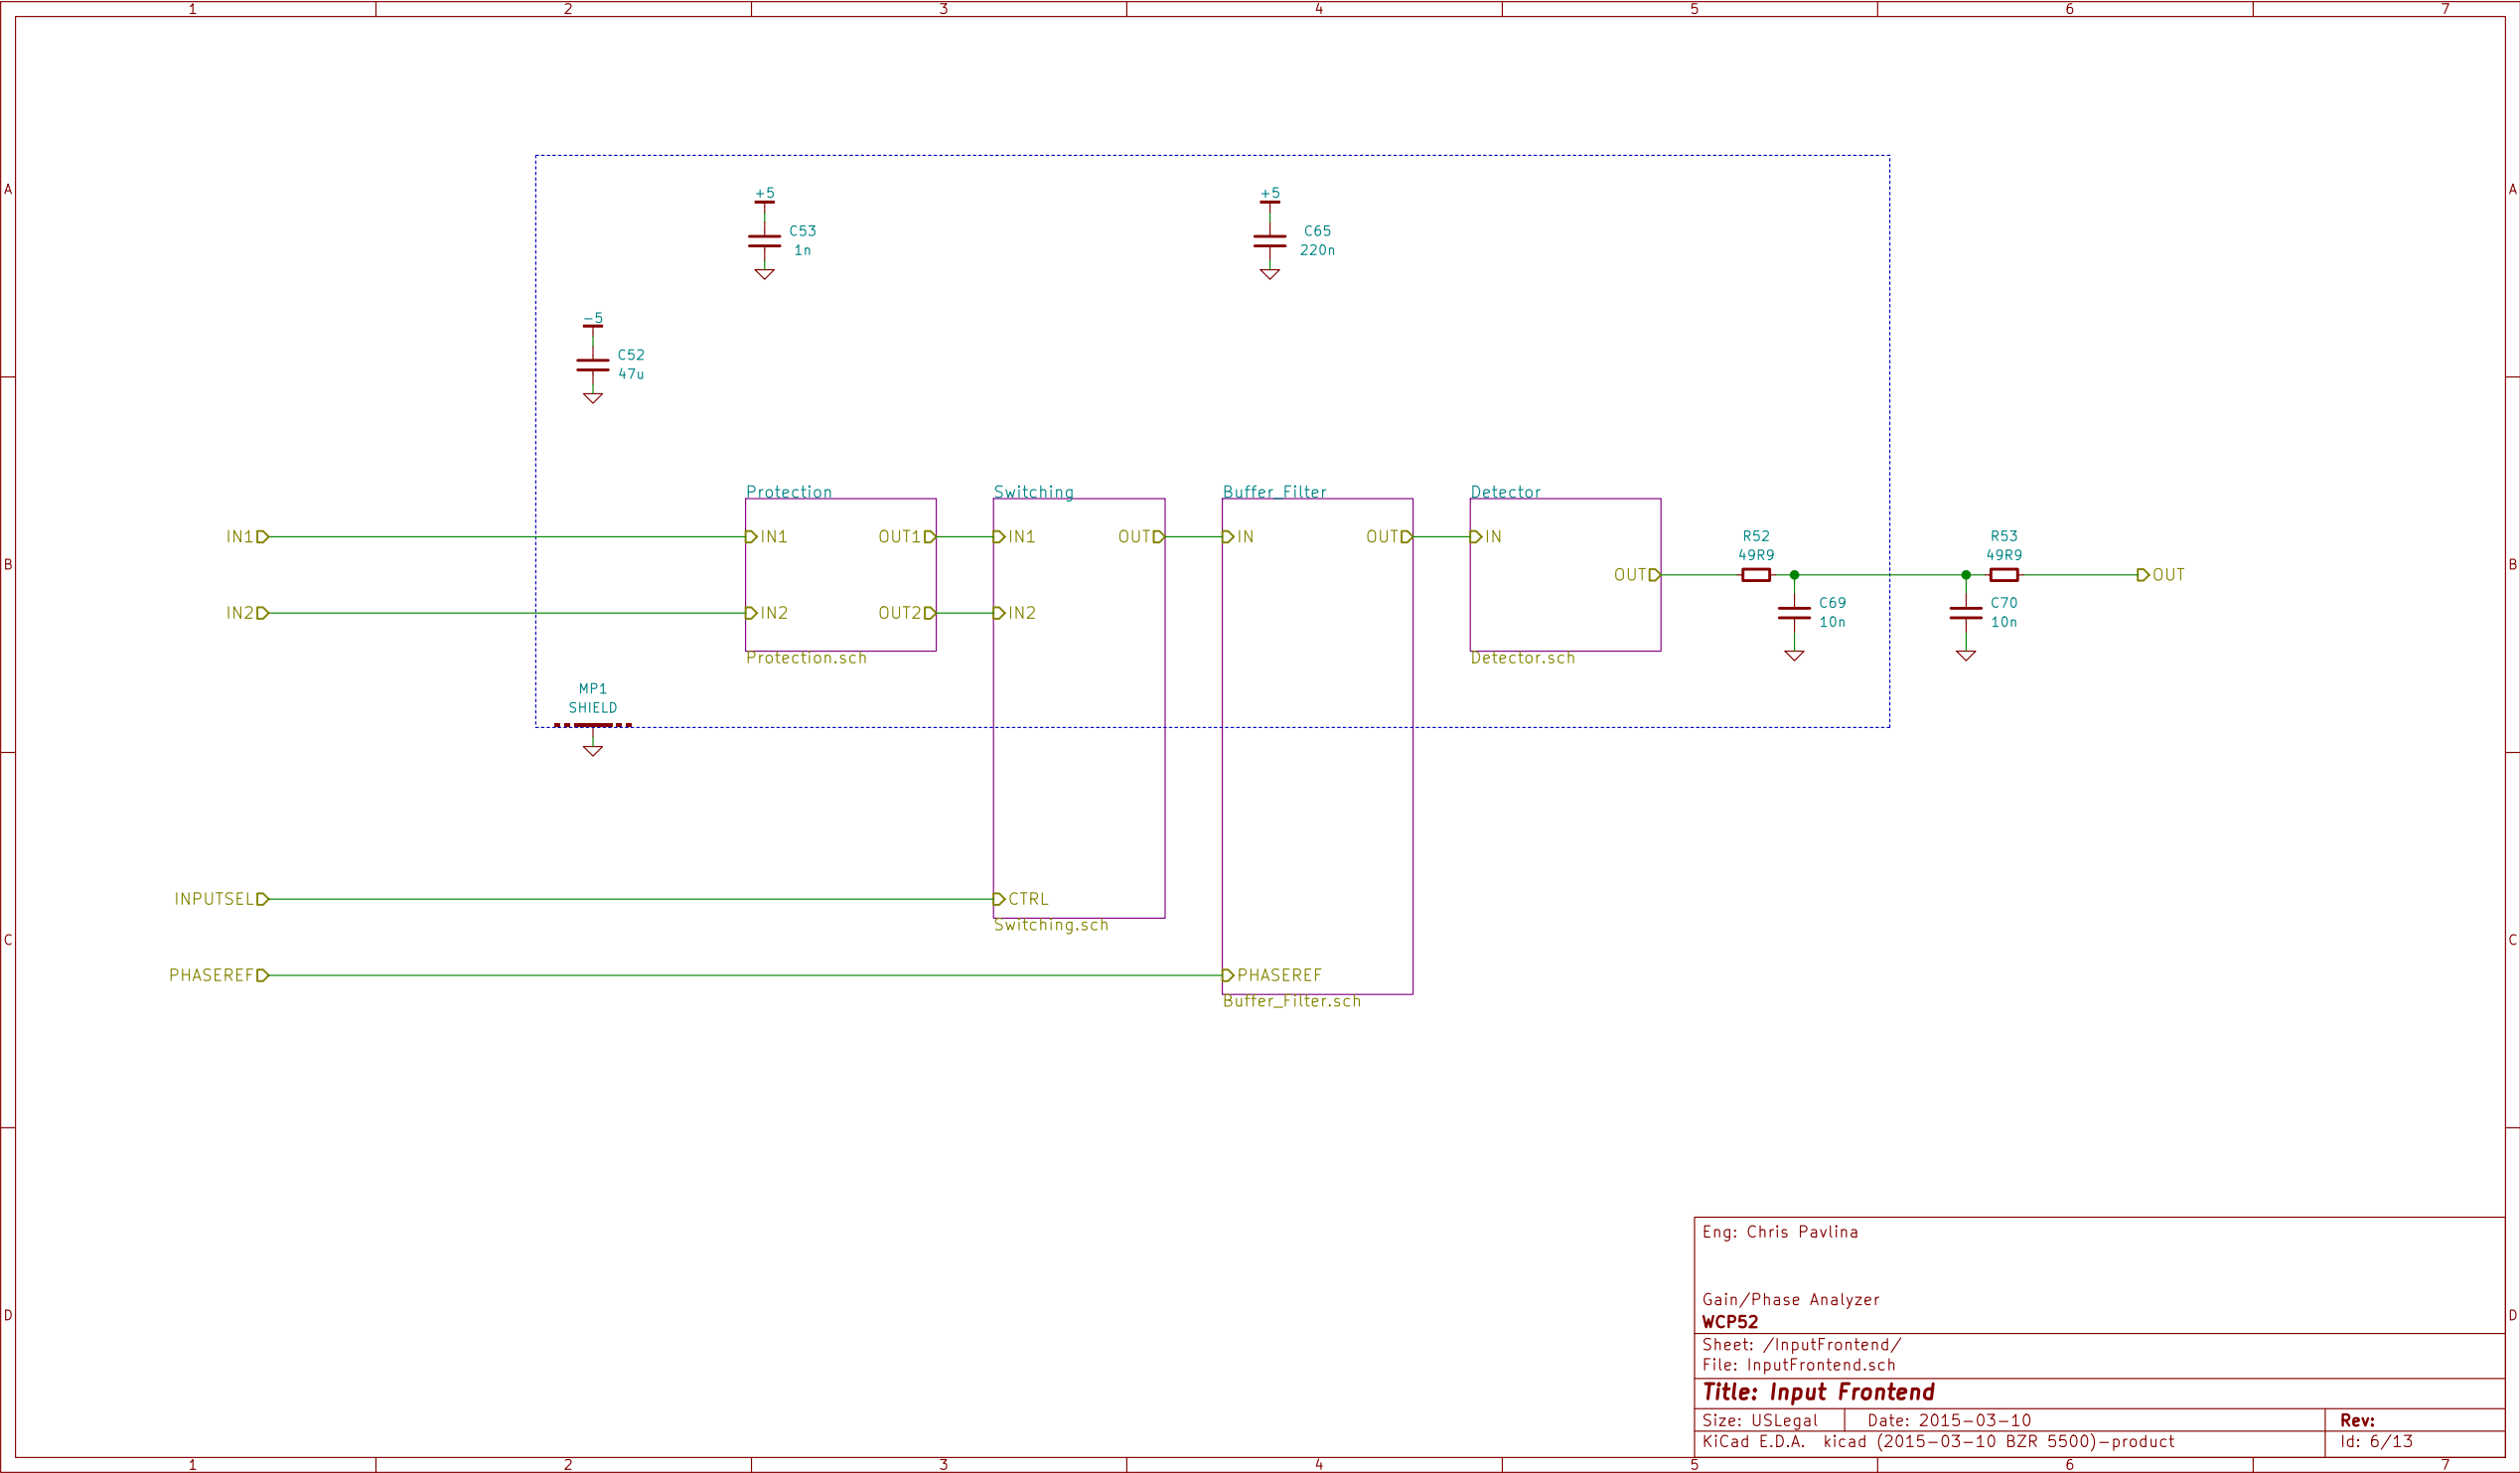 1 2 3 4 5 6 7
A A
+5 +5
C53 C65
1n 220n
-5
C52
47u
Protection Switching Buffer_Filter Detector
IN1 IN1 OUT1 IN1 OUT IN OUT IN R52 R53
49R9 49R9
B B
OUT OUT
IN2 IN2 OUT2 IN2 C69 C70
10n 10n
Protection.sch Detector.sch
MP1
SHIELD
INPUTSEL CTRL
Switching.sch
C C
PHASEREF PHASEREF
Buffer_Filter.sch
Eng: Chris Pavlina
Gain/Phase Analyzer
D D
WCP52
Sheet: /InputFrontend/
File: InputFrontend.sch
Title: Input Frontend
Size: USLegal Date: 2015-03-10 Rev:
KiCad E.D.A. kicad (2015-03-10 BZR 5500)-product Id: 6/13
1 2 3 4 5 6 7